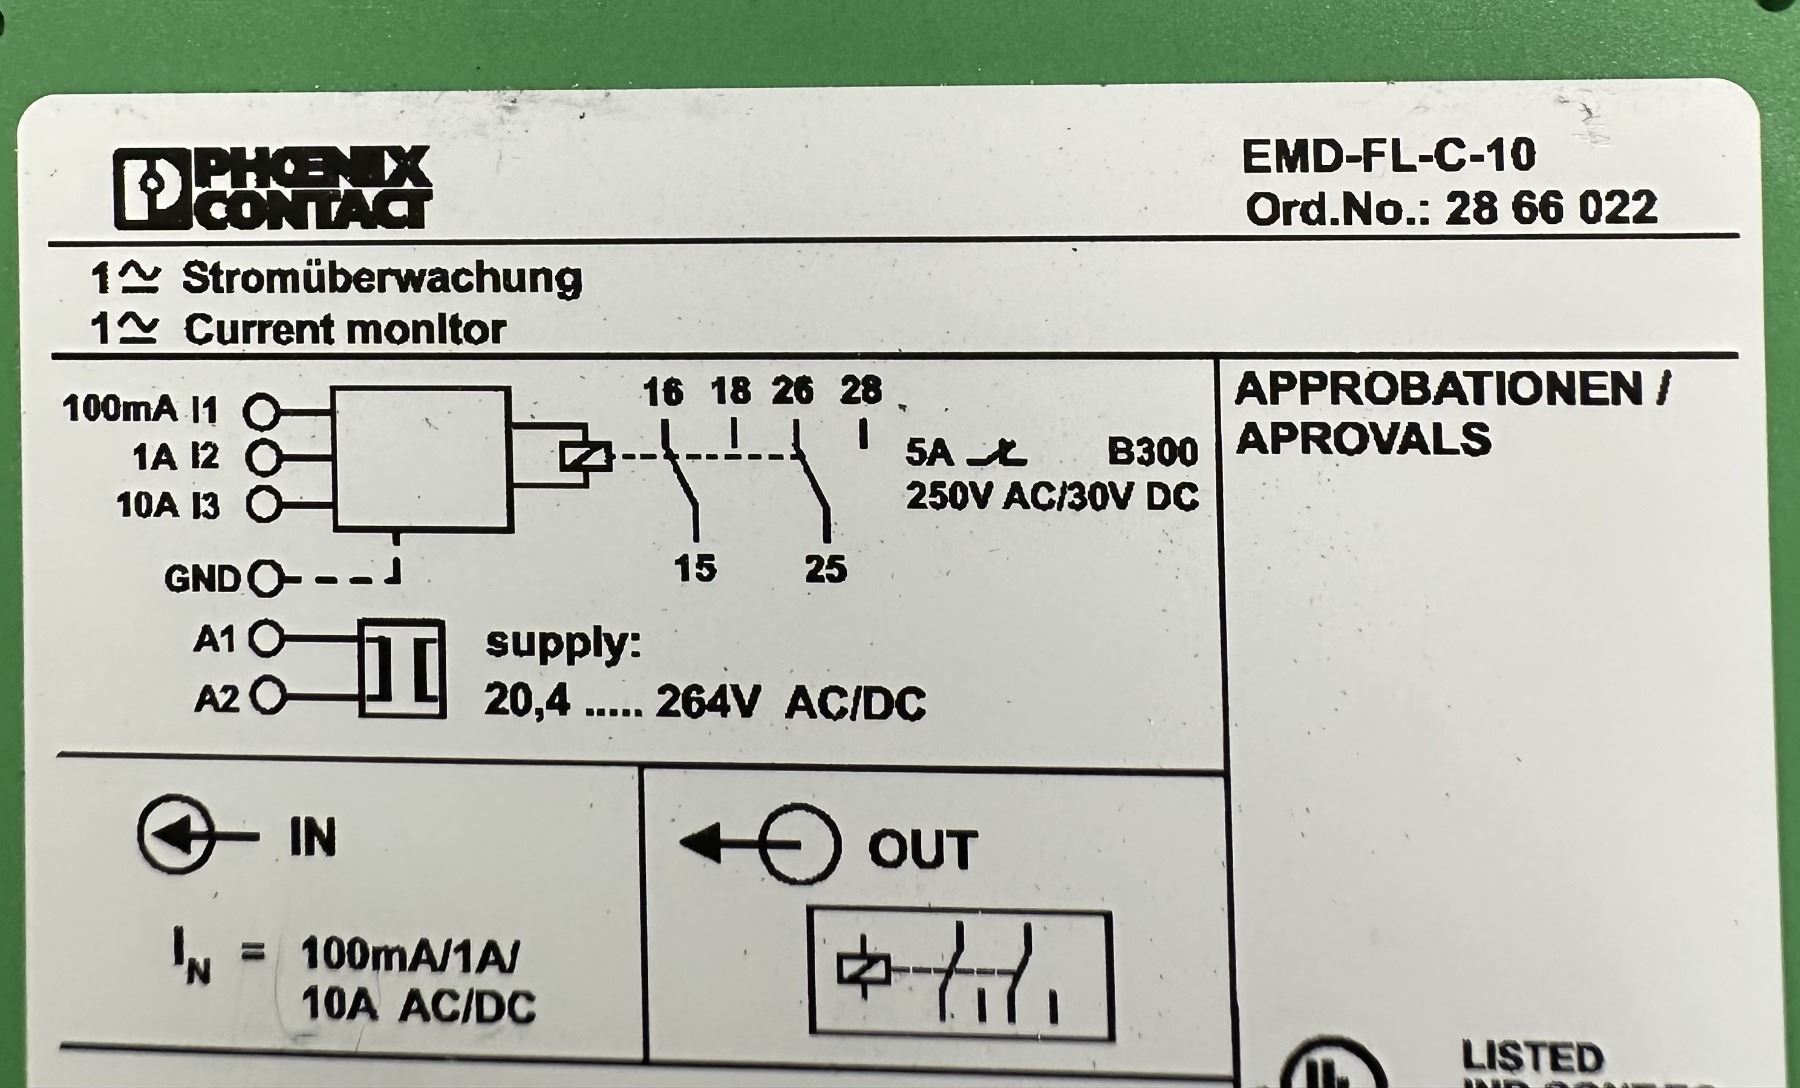 PHŒNIX
CONTACT
EMD-FL-C-10
Ord.No.: 28 66 022
1≃ Stromüberwachung
1≃ Current monitor
100mA I1
1A I2
10A I3
GND
A1
A2
16 18 26 28
15 25
5A B300
250V AC/30V DC
supply:
20,4 ..... 264V AC/DC
APPROBATIONEN /
APROVALS
IN
IN = 100mA/1A/
10A AC/DC
OUT
UL
LISTED